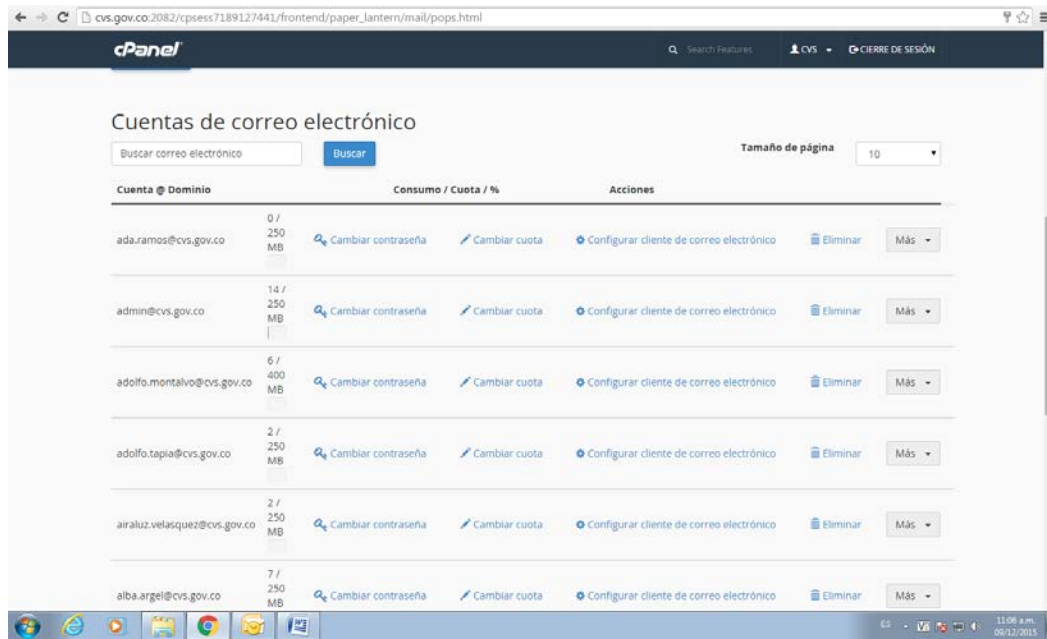 cvs.gov.co:2082/cpsess7189127441/frontend/paper_lantern/mail/pops.html
cPanel Search Features CVS CIERRE DE SESIÓN
Cuentas de correo electrónico
Buscar correo electrónico Buscar Tamaño de página 10
Cuenta @ Dominio Consumo / Cuota / % Acciones
0 /
250
MB
ada.ramos@cvs.gov.co Cambiar contraseña Cambiar cuota Configurar cliente de correo electrónico Eliminar Más
14 /
250
MB
admin@cvs.gov.co Cambiar contraseña Cambiar cuota Configurar cliente de correo electrónico Eliminar Más
6 /
400
MB
adolfo.montalvo@cvs.gov.co Cambiar contraseña Cambiar cuota Configurar cliente de correo electrónico Eliminar Más
2 /
250
MB
adolfo.tapia@cvs.gov.co Cambiar contraseña Cambiar cuota Configurar cliente de correo electrónico Eliminar Más
2 /
250
MB
airaluz.velasquez@cvs.gov.co Cambiar contraseña Cambiar cuota Configurar cliente de correo electrónico Eliminar Más
7 /
250
MB
alba.argel@cvs.gov.co Cambiar contraseña Cambiar cuota Configurar cliente de correo electrónico Eliminar Más
ES 11:06 a.m.
09/12/2015